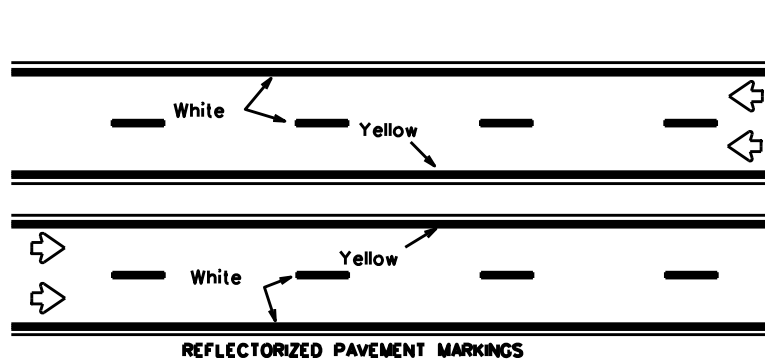 White
Yellow
Yellow
White
REFLECTORIZED PAVEMENT MARKINGS